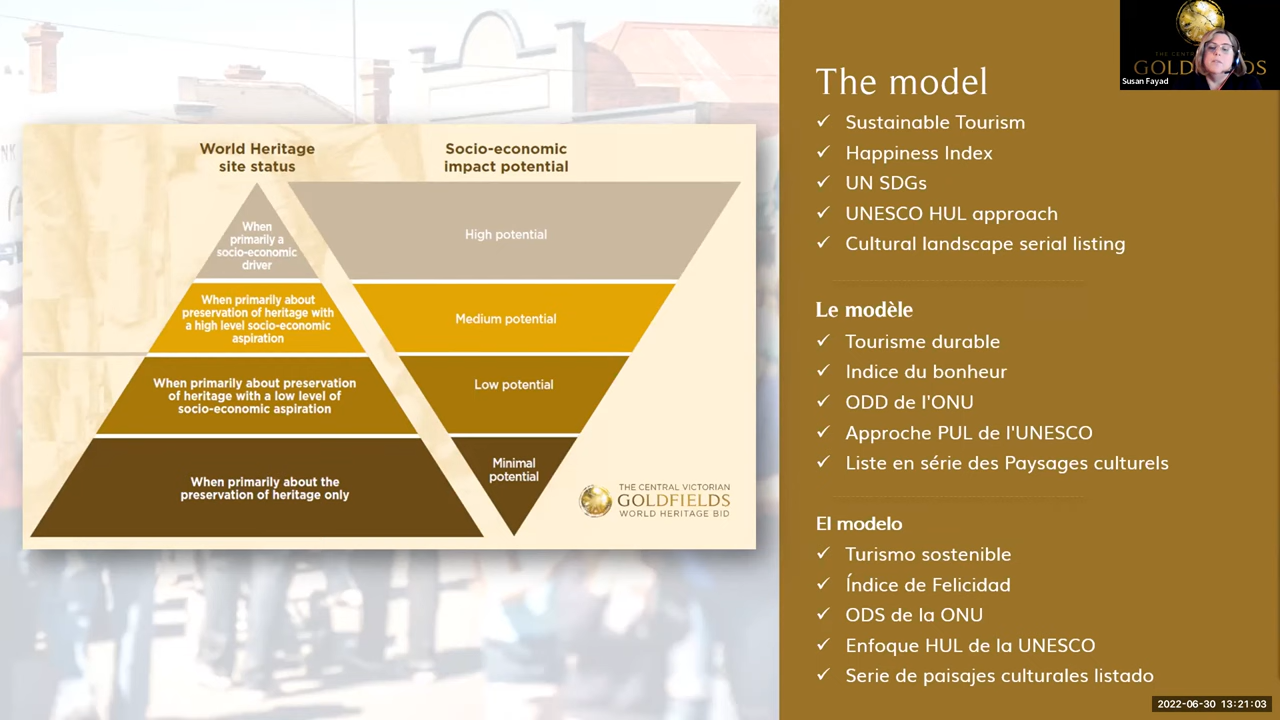 World Heritage
site status
Socio-economic
impact potential
When
primarily a
socio-economic
driver
High potential
When primarily about
preservation of heritage with
a high level socio-economic
aspiration
Medium potential
When primarily about preservation
of heritage with a low level of
socio-economic aspiration
Low potential
When primarily about the
preservation of heritage only
Minimal
potential
THE CENTRAL VICTORIAN
GOLDFIELDS
WORLD HERITAGE BID
The model
✓ Sustainable Tourism
✓ Happiness Index
✓ UN SDGs
✓ UNESCO HUL approach
✓ Cultural landscape serial listing
Le modèle
✓ Tourisme durable
✓ Indice du bonheur
✓ ODD de l'ONU
✓ Approche PUL de l'UNESCO
✓ Liste en série des Paysages culturels
El modelo
✓ Turismo sostenible
✓ Índice de Felicidad
✓ ODS de la ONU
✓ Enfoque HUL de la UNESCO
✓ Serie de paisajes culturales listado
Susan Fayad
2022-06-30 13:21:03